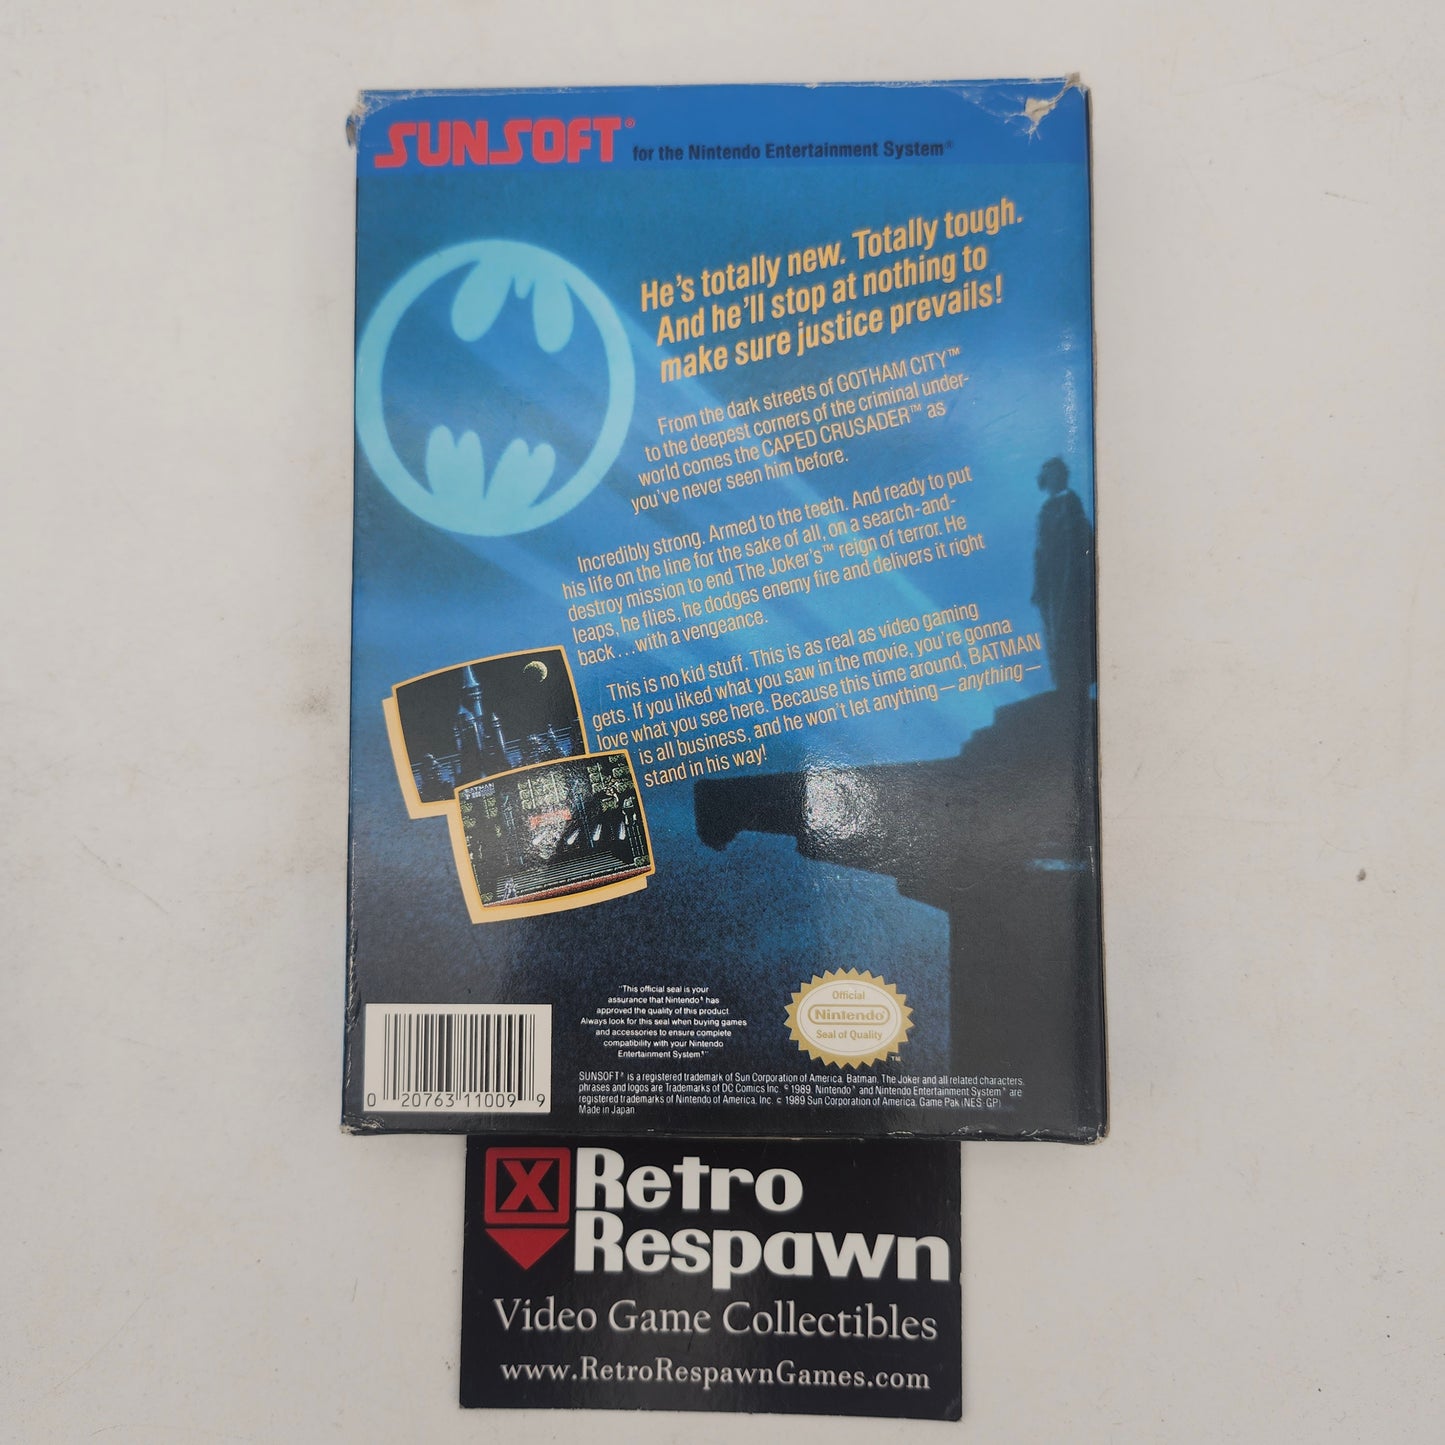 SUNSOFT® for the Nintendo Entertainment System®
He's totally new. Totally tough.
And he'll stop at nothing to
make sure justice prevails!
From the dark streets of GOTHAM CITY™
to the deepest corners of the criminal under-
world comes the CAPED CRUSADER™ as
you've never seen him before.
Incredibly strong. Armed to the teeth. And ready to put
his life on the line for the sake of all, on a search-and-
destroy mission to end The Joker's™ reign of terror. He
leaps, he flies, he dodges enemy fire and delivers it right
back...with a vengeance.
This is no kid stuff. This is as real as video gaming
gets. If you liked what you saw in the movie, you're gonna
love what you see here. Because this time around, BATMAN
is all business, and he won't let anything—anything—
stand in his way!
BATMAN
"This official seal is your
assurance that Nintendo® has
approved the quality of this product
Always look for this seal when buying games
and accessories to ensure complete
compatibility with your Nintendo
Entertainment System®"
Official
Nintendo
Seal of Quality
TM
SUNSOFT® is a registered trademark of Sun Corporation of America. Batman, The Joker and all related characters,
phrases and logos are Trademarks of DC Comics Inc. © 1989. Nintendo® and Nintendo Entertainment System® are
registered trademarks of Nintendo of America, Inc. © 1989 Sun Corporation of America. Game Pak (NES-GP)
Made in Japan
0 20763 11009 9
X Retro
Respawn
Video Game Collectibles
www.RetroRespawnGames.com